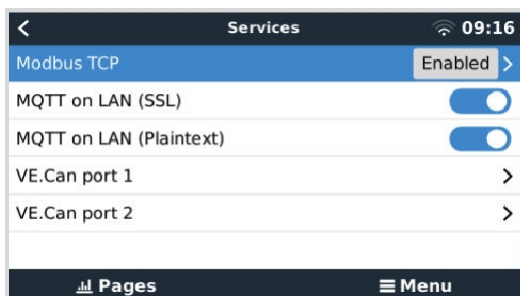 Services 09:16
Modbus TCP Enabled
MQTT on LAN (SSL)
MQTT on LAN (Plaintext)
VE.Can port 1
VE.Can port 2
Pages Menu